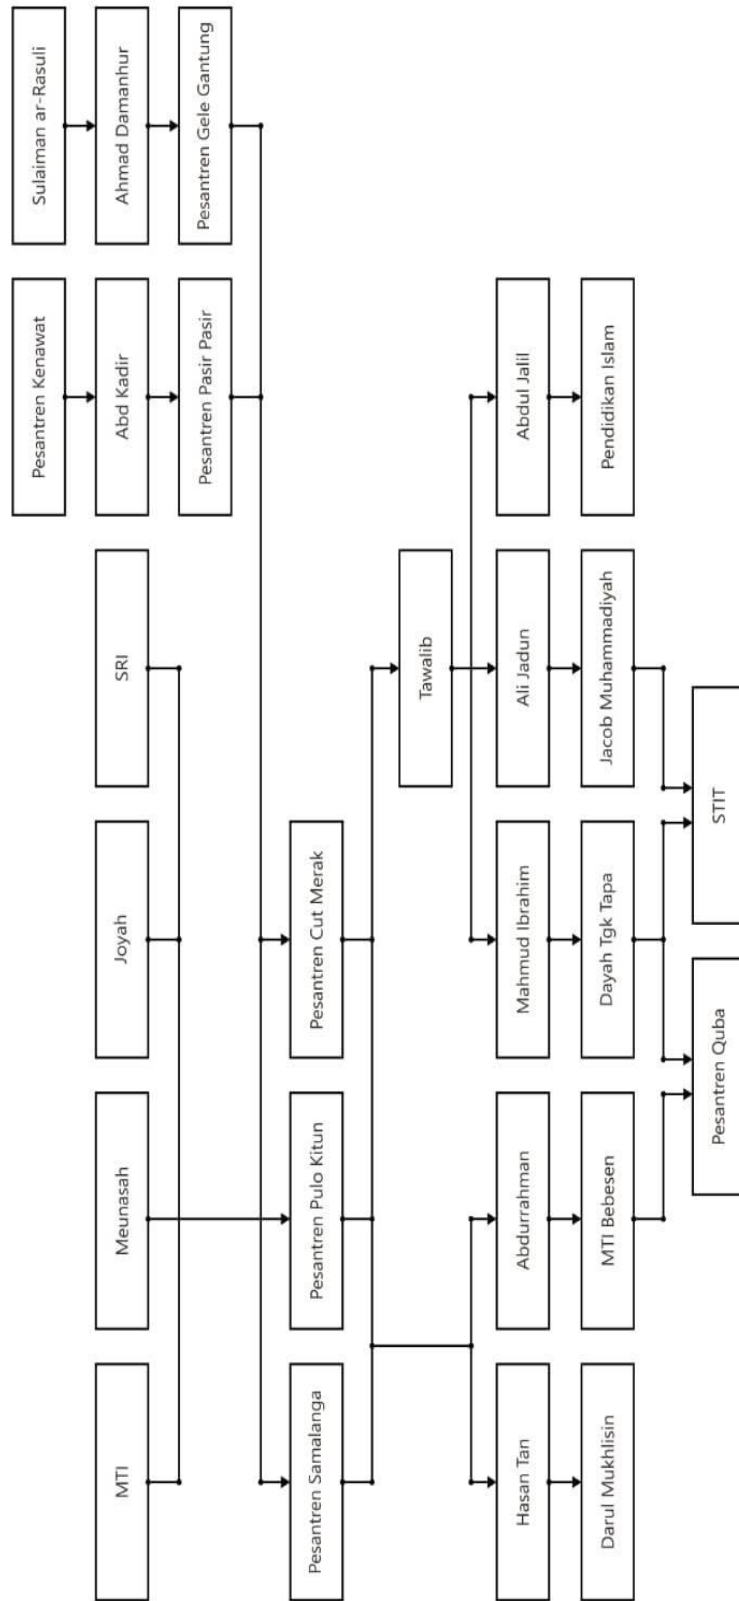 Pesantren Kenawat
Sulaiman ar-Rasuli
MTI
Meunasah
Joyah
SRI
Abd Kadir
Ahmad Damanhur
Pesantren Pasir Pasir
Pesantren Gele Gantung
Pesantren Samalanga
Pesantren Pulo Kitun
Pesantren Cut Merak
Tawalib
Hasan Tan
Abdurrahman
Mahmud Ibrahim
Ali Jadun
Abdul Jalil
Darul Mukhlisin
MTI Bebesen
Dayah Tgk Tapa
Jacob Muhammadiyah
Pendidikan Islam
Pesantren Quba
STIT